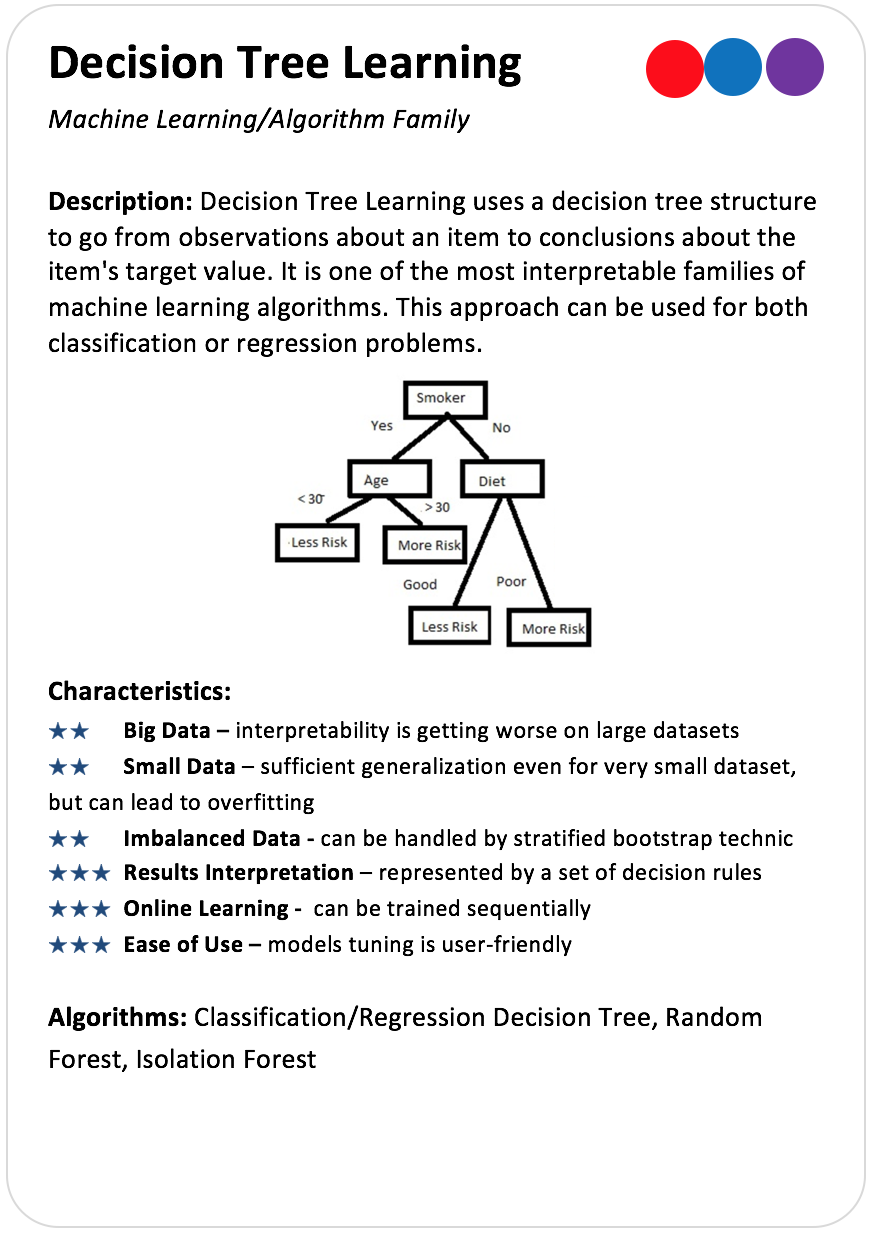 Decision Tree Learning
Machine Learning/Algorithm Family
Description: Decision Tree Learning uses a decision tree structure
to go from observations about an item to conclusions about the
item's target value. It is one of the most interpretable families of
machine learning algorithms. This approach can be used for both
classification or regression problems.
Smoker
Yes
No
Age
Diet
< 30
> 30
Less Risk
More Risk
Good
Poor
Less Risk
More Risk
Characteristics:
★★ Big Data – interpretability is getting worse on large datasets
★★ Small Data – sufficient generalization even for very small dataset,
but can lead to overfitting
★★ Imbalanced Data - can be handled by stratified bootstrap technic
★★★ Results Interpretation – represented by a set of decision rules
★★★ Online Learning - can be trained sequentially
★★★ Ease of Use – models tuning is user-friendly
Algorithms: Classification/Regression Decision Tree, Random
Forest, Isolation Forest